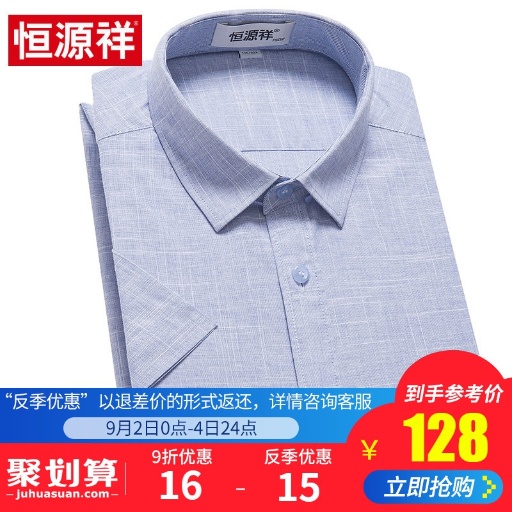 恒源祥®
恒源祥
“反季优惠”以退差价的形式返还，详情咨询客服
9月2日0点-4日24点
到手参考价
¥128
立即抢购
聚划算
juhuasuan.com
9折优惠
16
-
反季优惠
15